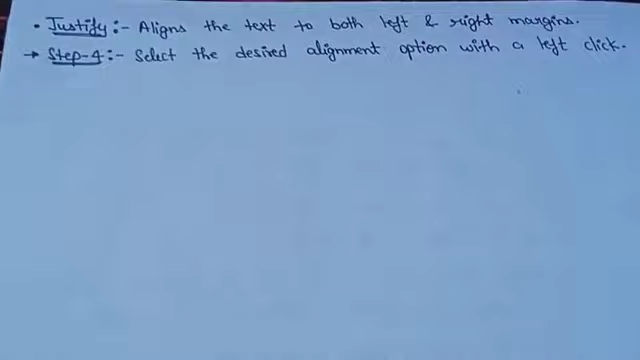 • Justify:- Aligns the text to both left & right margins.
→ Step-4:- Select the desired alignment option with a left click.